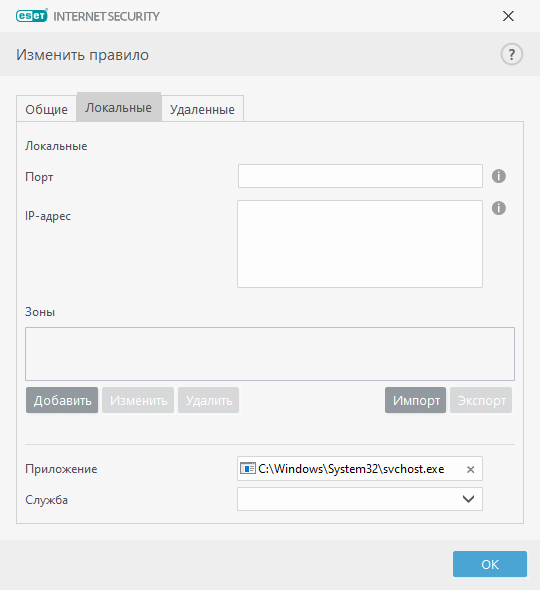 eset INTERNET SECURITY
Изменить правило
?
Общие Локальные Удаленные
Локальные
Порт
IP-адрес
Зоны
Добавить Изменить Удалить Импорт Экспорт
Приложение C:\Windows\System32\svchost.exe
Служба
OK